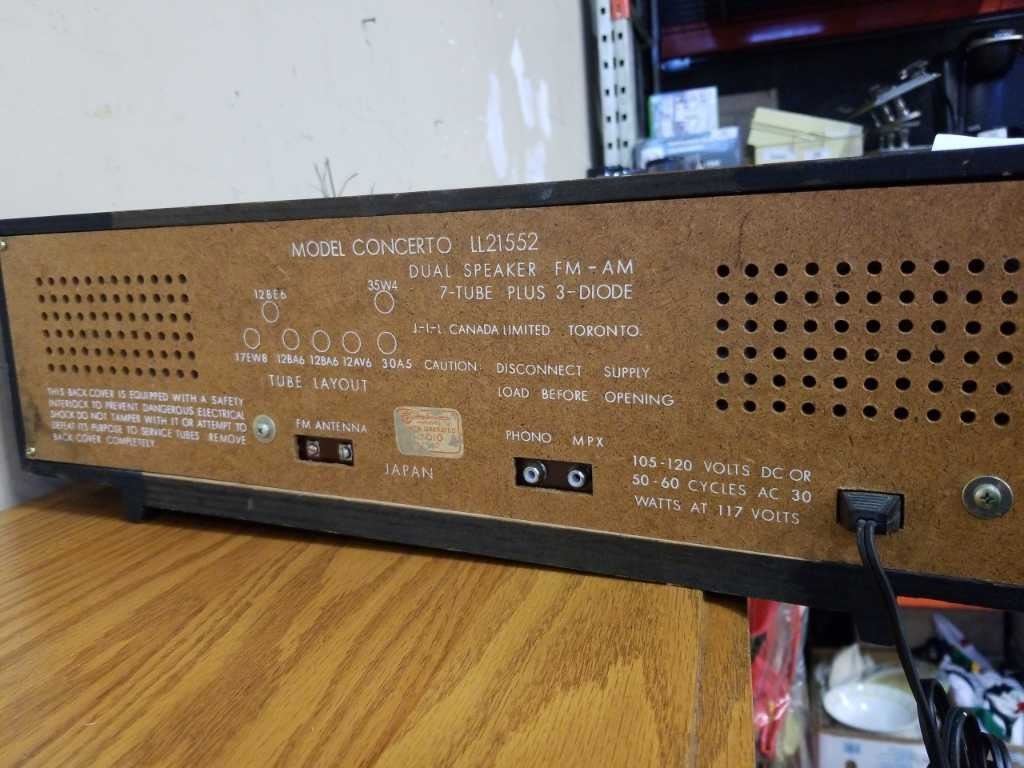 MODEL CONCERTO LL21552
DUAL SPEAKER FM-AM
7-TUBE PLUS 3-DIODE
12BE6
35W4
J-I-L CANADA LIMITED TORONTO.
17EW8 12BA6 12BA6 12AV6 30A5
TUBE LAYOUT
CAUTION: DISCONNECT SUPPLY
LOAD BEFORE OPENING
THIS BACK COVER IS EQUIPPED WITH A SAFETY
INTERLOCK TO PREVENT DANGEROUS ELECTRICAL
SHOCK DO NOT TAMPER WITH IT OR ATTEMPT TO
DEFEAT ITS PURPOSE TO SERVICE TUBES REMOVE
BACK COVER COMPLETELY
FM ANTENNA
JAPAN
PHONO MPX
105-120 VOLTS DC OR
50-60 CYCLES AC 30
WATTS AT 117 VOLTS